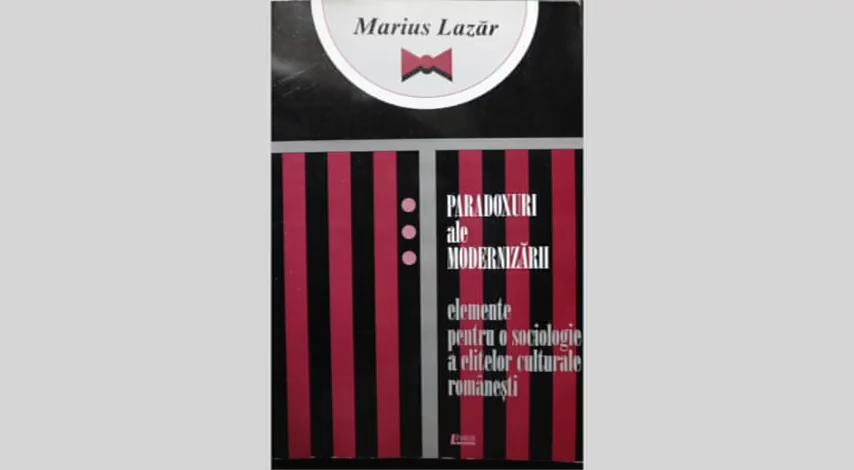 Marius Lazăr
PARADOXURI
ale
MODERNIZĂRII
elemente
pentru o sociologie
a elitelor culturale
românești